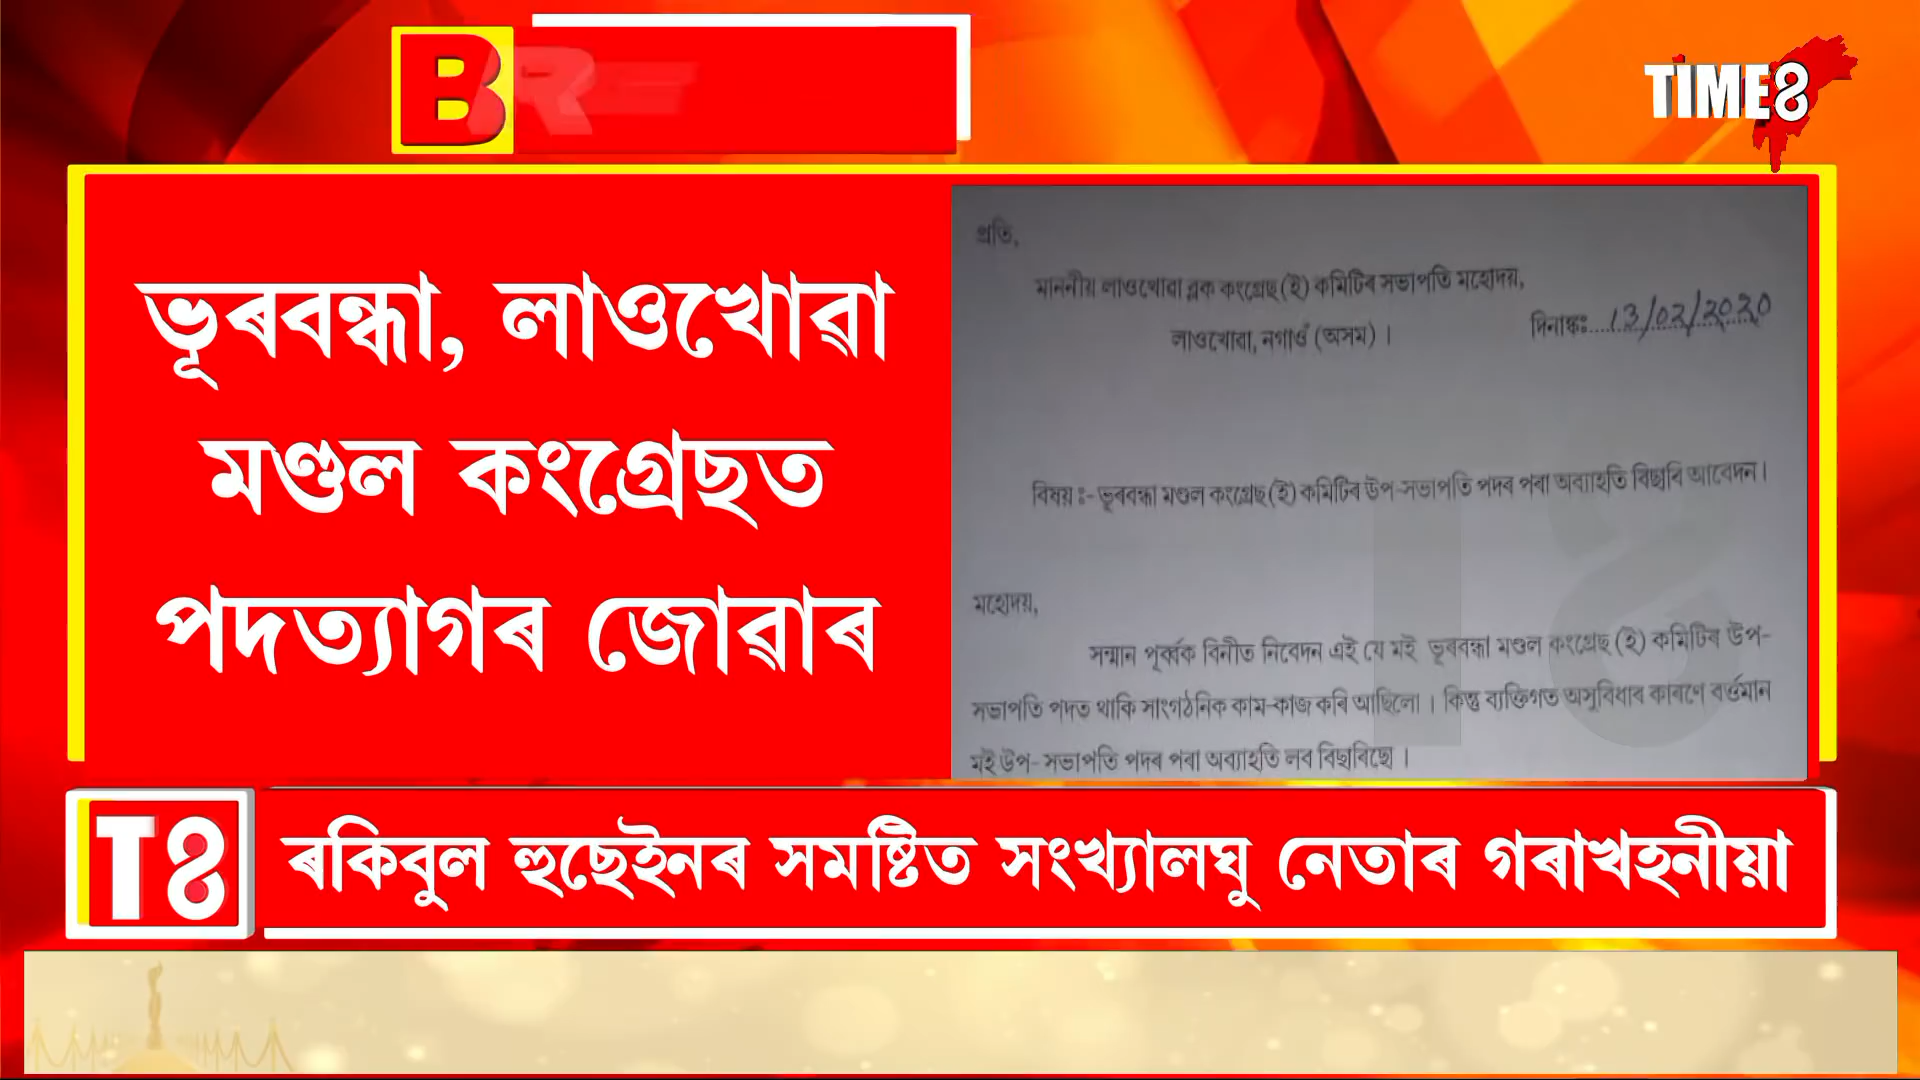 BRE
TIME8
ভূৰবন্ধা, লাওখোৱা
মণ্ডল কংগ্ৰেছত
পদত্যাগৰ জোৱাৰ
প্ৰতি,
মাননীয় লাওখোৱা ব্লক কংগ্ৰেছ (ই) কমিটিৰ সভাপতি মহোদয়,
লাওখোৱা, নগাওঁ (অসম) ।
দিনাঙ্কঃ....13/02/2020
বিষয় ঃ- ভূৰবন্ধা মণ্ডল কংগ্ৰেছ (ই) কমিটিৰ উপ-সভাপতি পদৰ পৰা অব্যাহতি বিছাৰি আবেদন।
মহোদয়,
সন্মান পূৰ্ব্বক বিনীত নিবেদন এই যে মই ভূৰবন্ধা মণ্ডল কংগ্ৰেছ (ই) কমিটিৰ উপ-
সভাপতি পদত থাকি সাংগঠনিক কাম-কাজ কৰি আছিলো । কিন্তু ব্যক্তিগত অসুবিধাৰ কাৰণে বৰ্ত্তমান
মই উপ- সভাপতি পদৰ পৰা অব্যাহতি লব বিছাৰিছো ।
T8
T8 ৰকিবুল হুছেইনৰ সমষ্টিত সংখ্যালঘু নেতাৰ গৰাখহনীয়া